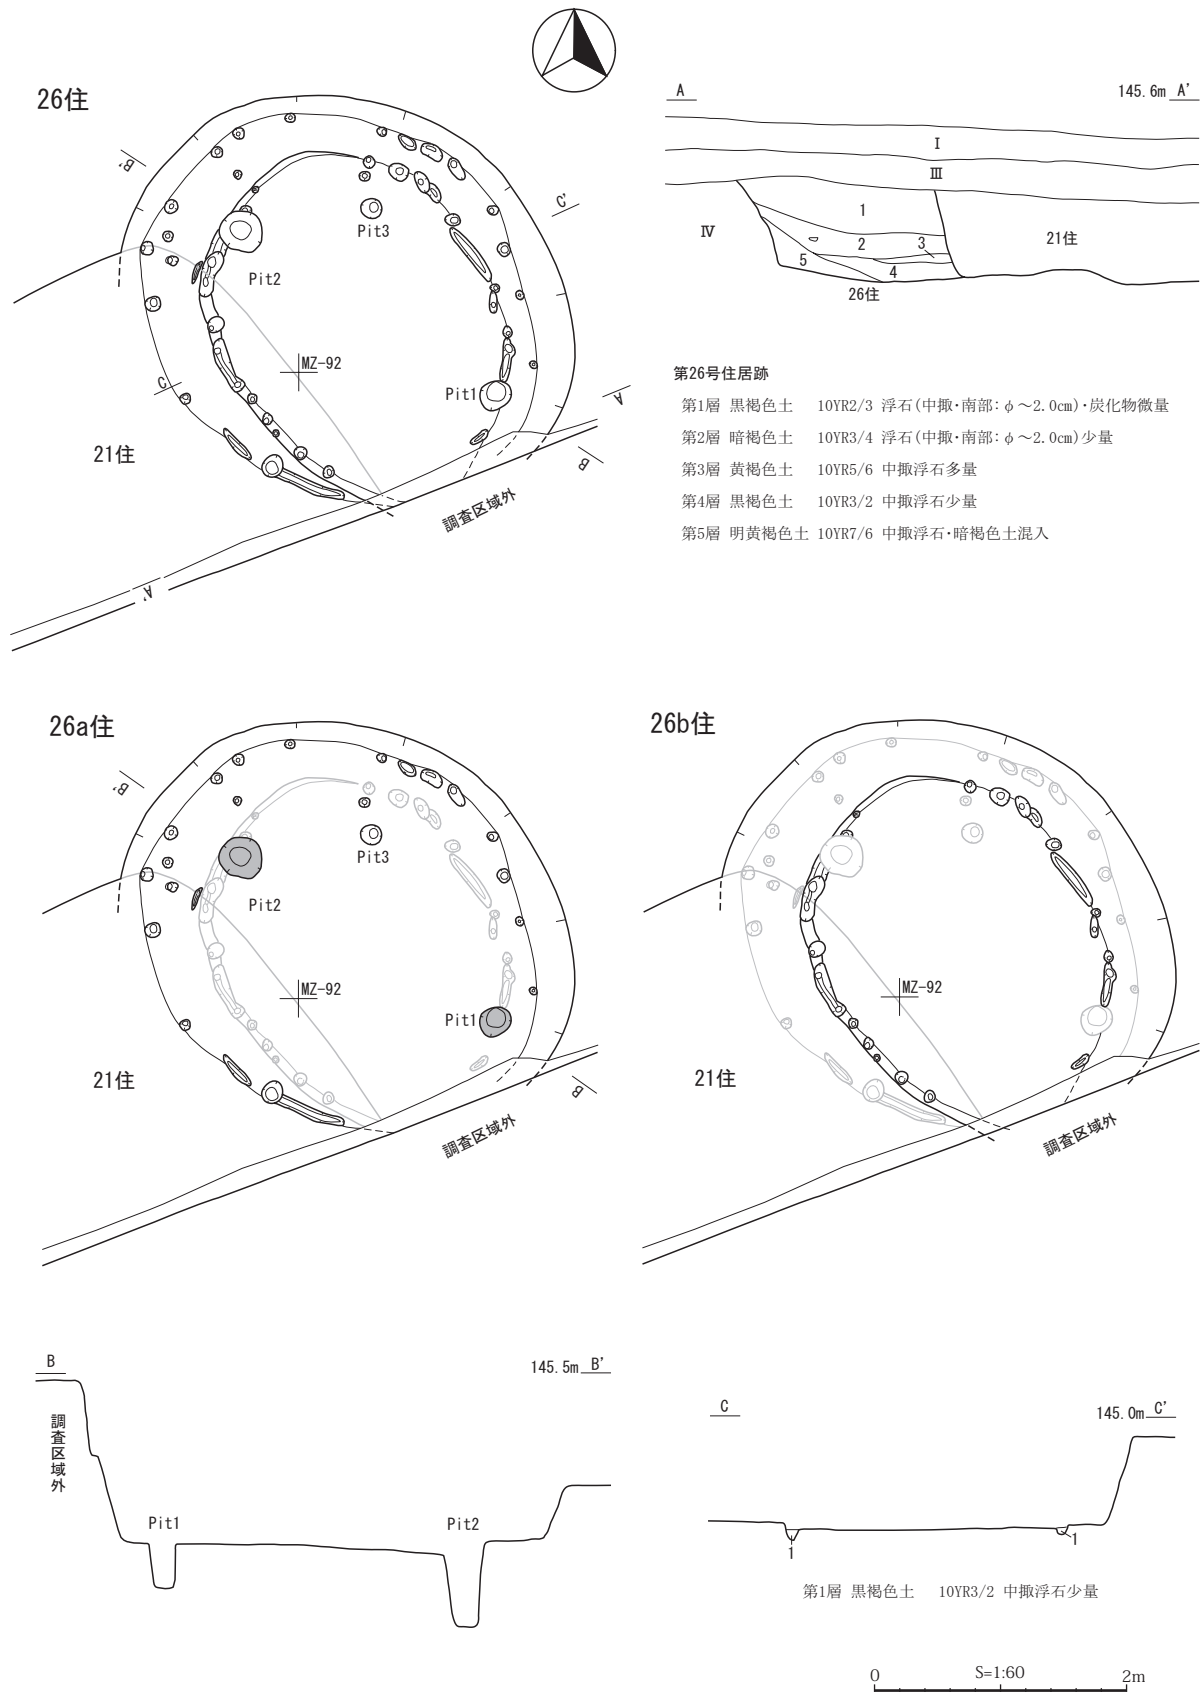 26住
B’
C’
Pit3
Pit2
MZ-92
C
Pit1
A
B
21住
調査区域外
A’
A
145.6m A’
Ⅰ
Ⅲ
Ⅳ
1
2
3
4
5
21住
26住
第26号住居跡
第1層 黒褐色土 10YR2/3 浮石(中掫・南部:φ～2.0㎝)・炭化物微量
第2層 暗褐色土 10YR3/4 浮石(中掫・南部:φ～2.0㎝)少量
第3層 黄褐色土 10YR5/6 中掫浮石多量
第4層 黒褐色土 10YR3/2 中掫浮石少量
第5層 明黄褐色土 10YR7/6 中掫浮石・暗褐色土混入
26a住
B’
Pit3
Pit2
MZ-92
Pit1
21住
B
調査区域外
26b住
MZ-92
21住
調査区域外
B
145.5m B’
調査区域外
Pit1
Pit2
C
145.0m C’
1
1
第1層 黒褐色土 10YR3/2 中掫浮石少量
0 S=1:60 2m